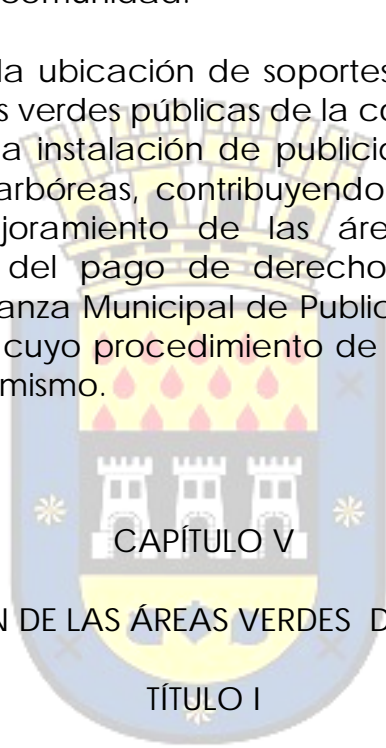 comunidad.
la ubicación de soportes
s verdes públicas de la co
a instalación de publici
arbóreas, contribuyendo
joramiento de las áre
del pago de derecho
anza Municipal de Public
cuyo procedimiento de
mismo.
CAPÍTULO V
N DE LAS ÁREAS VERDES D
TÍTULO I